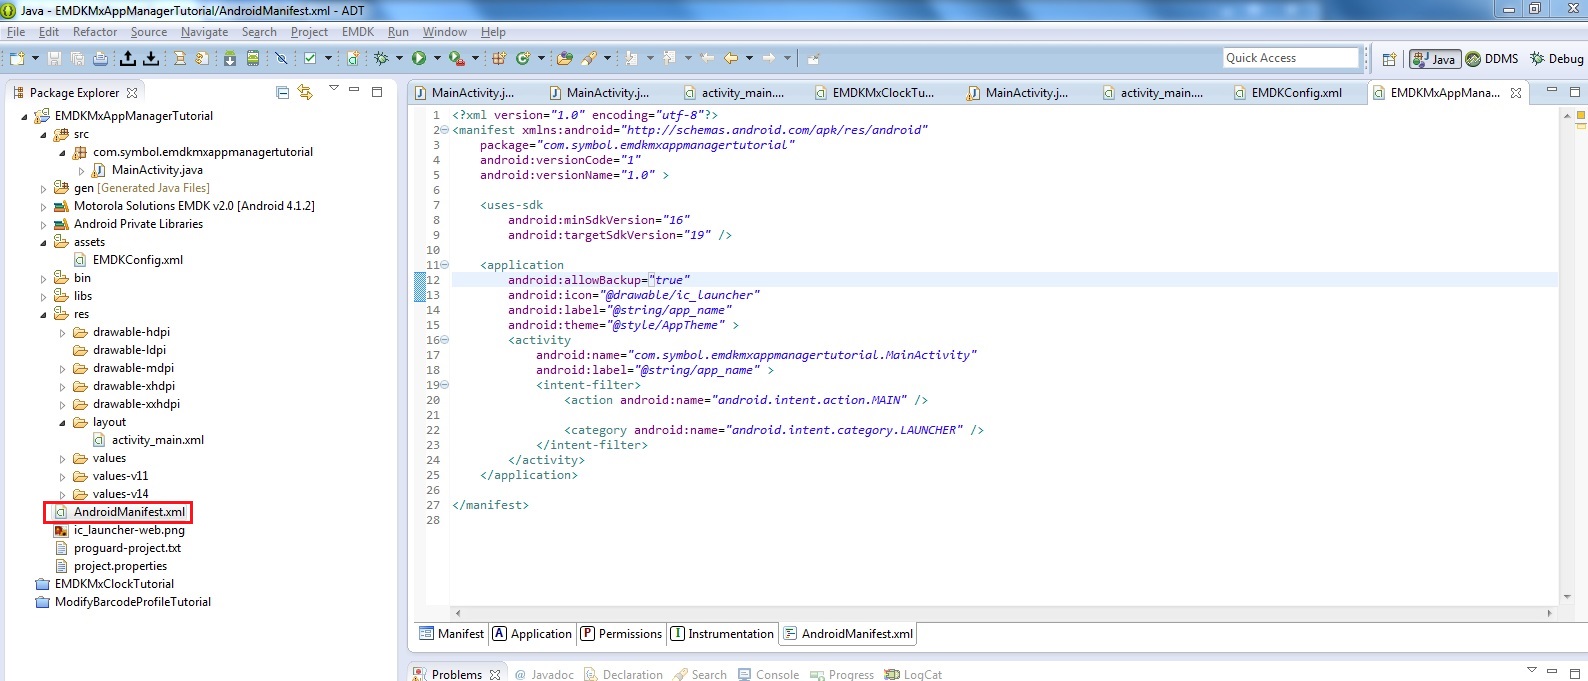 Java - EMDKMxAppManagerTutorial/AndroidManifest.xml - ADT
File Edit Refactor Source Navigate Search Project EMDK Run Window Help
Quick Access
Java DDMS Debug
Package Explorer
EMDKMxAppManagerTutorial
src
com.symbol.emdkmxappmanagertutorial
MainActivity.java
gen [Generated Java Files]
Motorola Solutions EMDK v2.0 [Android 4.1.2]
Android Private Libraries
assets
EMDKConfig.xml
bin
libs
res
drawable-hdpi
drawable-ldpi
drawable-mdpi
drawable-xhdpi
drawable-xxhdpi
layout
activity_main.xml
values
values-v11
values-v14
AndroidManifest.xml
ic_launcher-web.png
proguard-project.txt
project.properties
EMDKMxClockTutorial
ModifyBarcodeProfileTutorial
MainActivity.j... MainActivity.j... activity_main.... EMDKMxClockTu... MainActivity.j... activity_main.... EMDKConfig.xml EMDKMxAppMana...
1 <?xml version="1.0" encoding="utf-8"?>
2 <manifest xmlns:android="http://schemas.android.com/apk/res/android"
3 package="com.symbol.emdkmxappmanagertutorial"
4 android:versionCode="1"
5 android:versionName="1.0" >
6
7 <uses-sdk
8 android:minSdkVersion="16"
9 android:targetSdkVersion="19" />
10
11 <application
12 android:allowBackup="true"
13 android:icon="@drawable/ic_launcher"
14 android:label="@string/app_name"
15 android:theme="@style/AppTheme" >
16 <activity
17 android:name="com.symbol.emdkmxappmanagertutorial.MainActivity"
18 android:label="@string/app_name" >
19 <intent-filter>
20 <action android:name="android.intent.action.MAIN" />
21
22 <category android:name="android.intent.category.LAUNCHER" />
23 </intent-filter>
24 </activity>
25 </application>
26
27 </manifest>
28
Manifest A Application P Permissions I Instrumentation AndroidManifest.xml
Problems @ Javadoc Declaration Search Console Progress LogCat